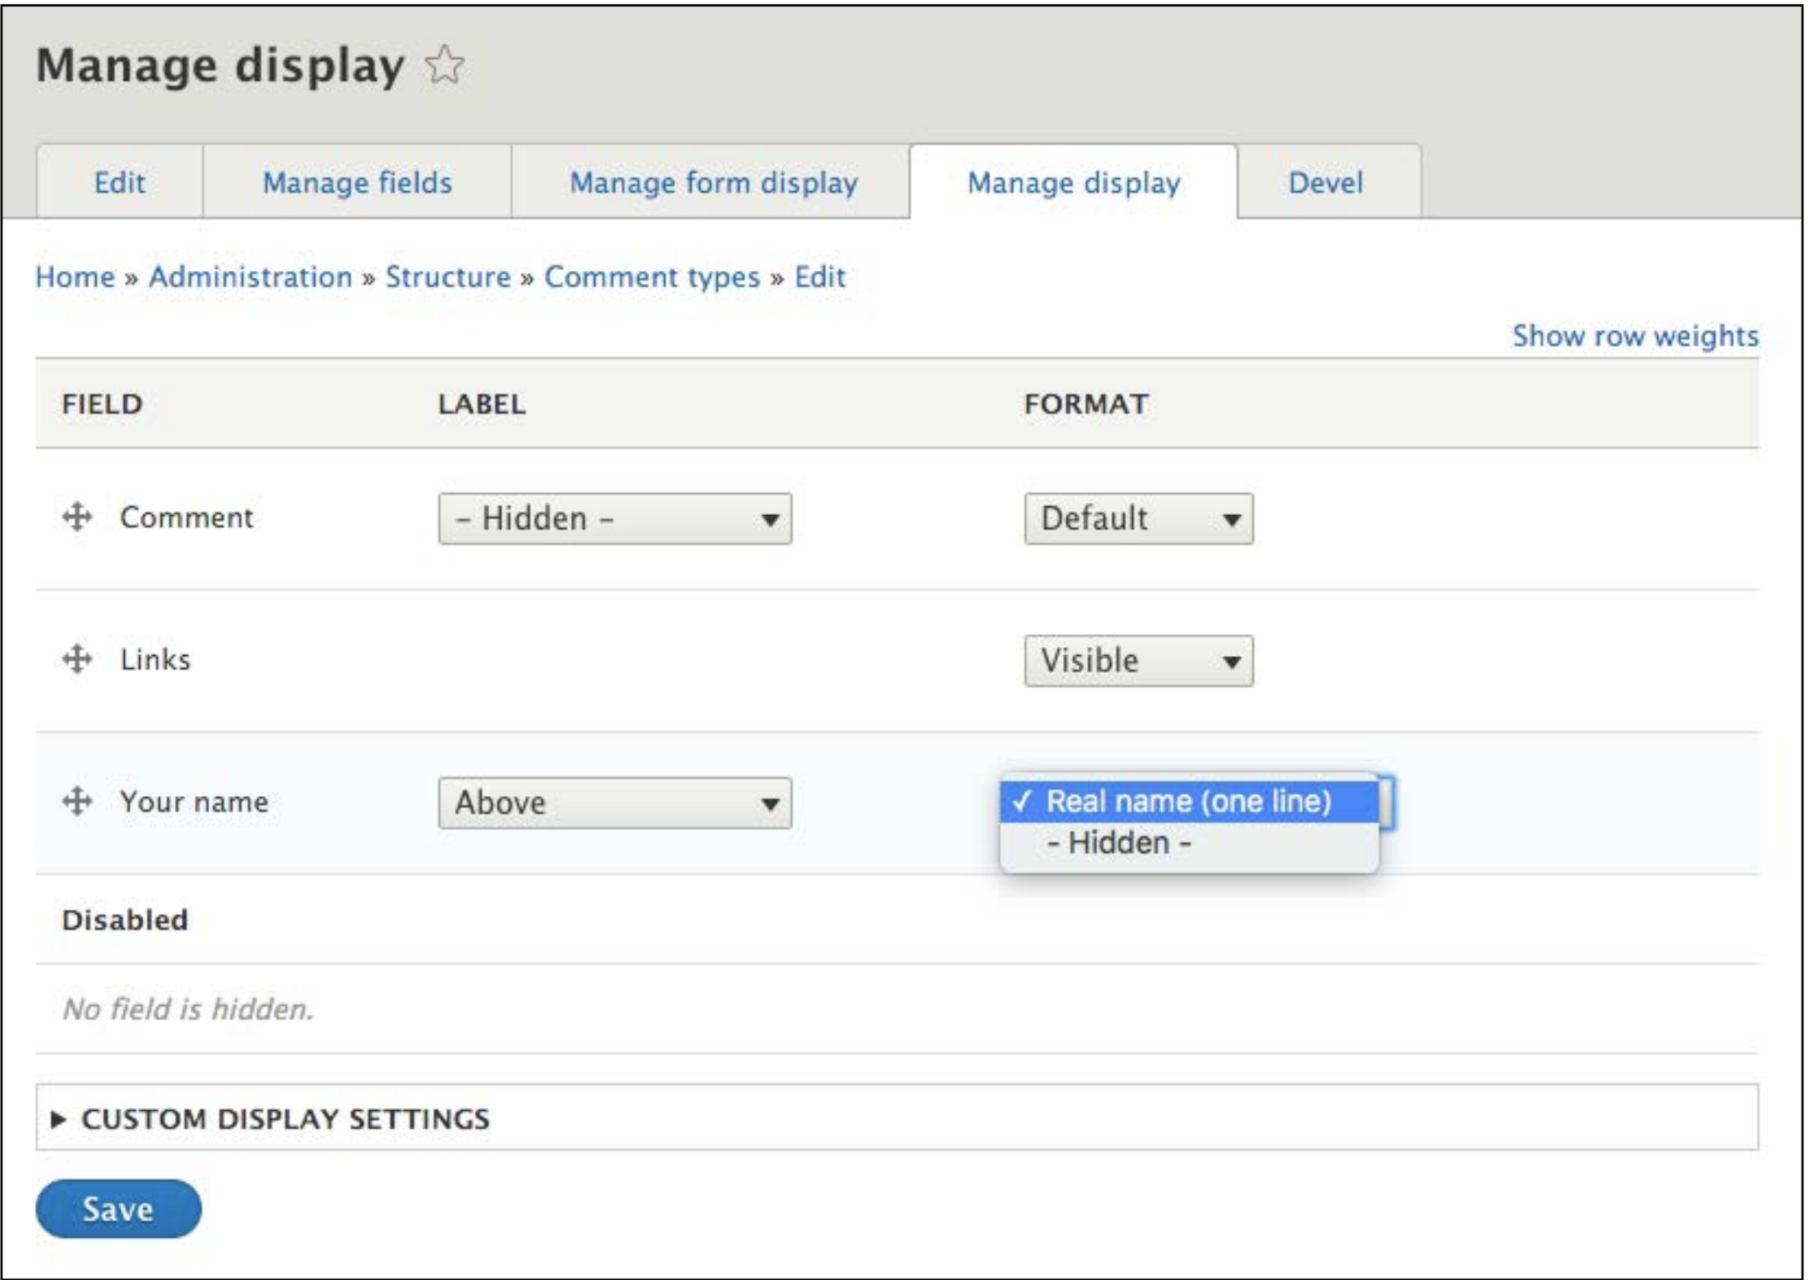 Manage display
Edit Manage fields Manage form display Manage display Devel
Home » Administration » Structure » Comment types » Edit
Show row weights
FIELD LABEL FORMAT
Comment – Hidden – Default
Links Visible
Your name Above ✓ Real name (one line)
- Hidden -
Disabled
No field is hidden.
CUSTOM DISPLAY SETTINGS
Save